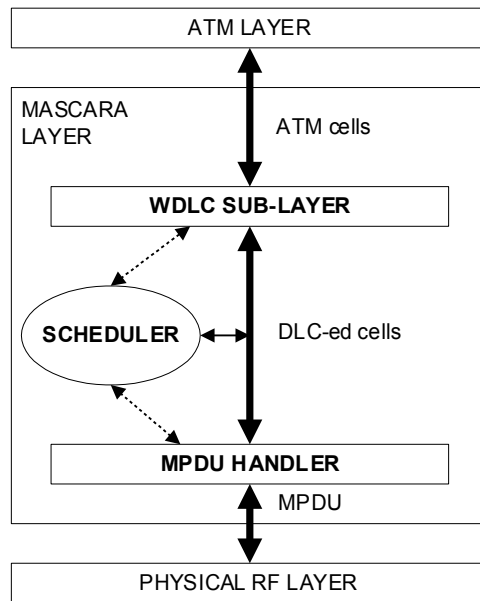 ATM LAYER
MASCARA
LAYER
ATM cells
WDLC SUB-LAYER
SCHEDULER
DLC-ed cells
MPDU HANDLER
MPDU
PHYSICAL RF LAYER